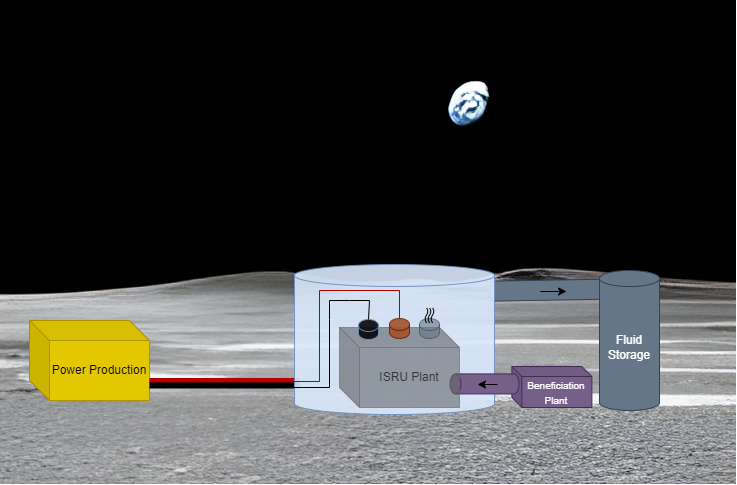 Power Production
ISRU Plant
Beneficiation
Plant
Fluid
Storage